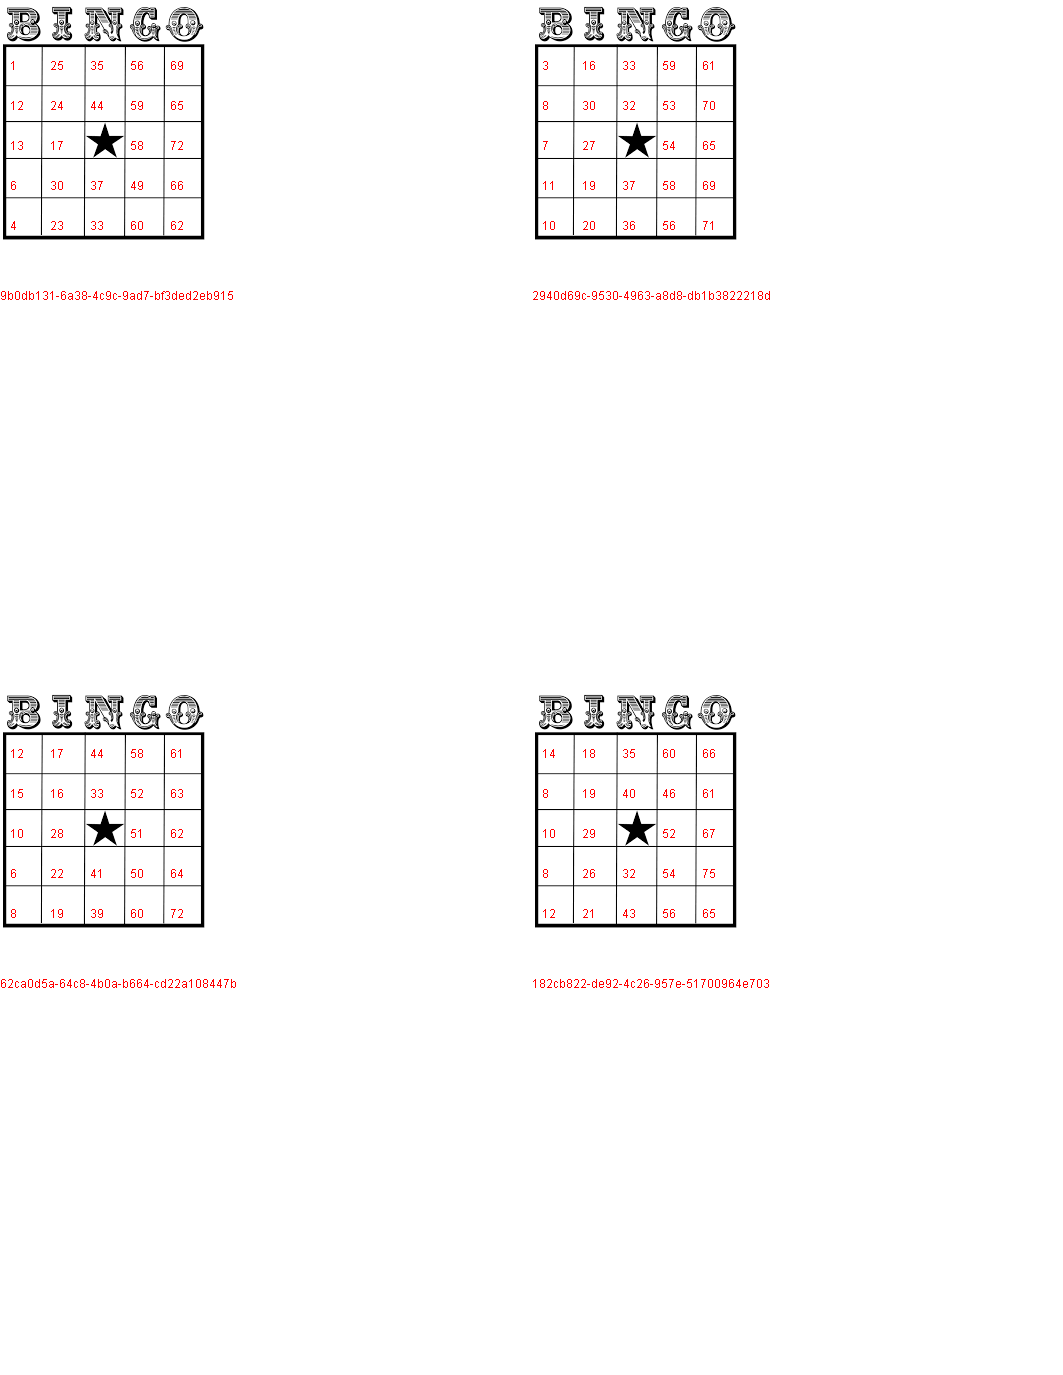 BINGO
1 25 35 56 69
12 24 44 59 65
13 17 58 72
6 30 37 49 66
4 23 33 60 62
9b0db131-6a38-4c9c-9ad7-bf3ded2eb915
BINGO
3 16 33 59 61
8 30 32 53 70
7 27 54 65
11 19 37 58 69
10 20 36 56 71
2940d69c-9530-4963-a8d8-db1b3822218d
BINGO
12 17 44 58 61
15 16 33 52 63
10 28 51 62
6 22 41 50 64
8 19 39 60 72
62ca0d5a-64c8-4b0a-b664-cd22a108447b
BINGO
14 18 35 60 66
8 19 40 46 61
10 29 52 67
8 26 32 54 75
12 21 43 56 65
182cb822-de92-4c26-957e-51700964e703